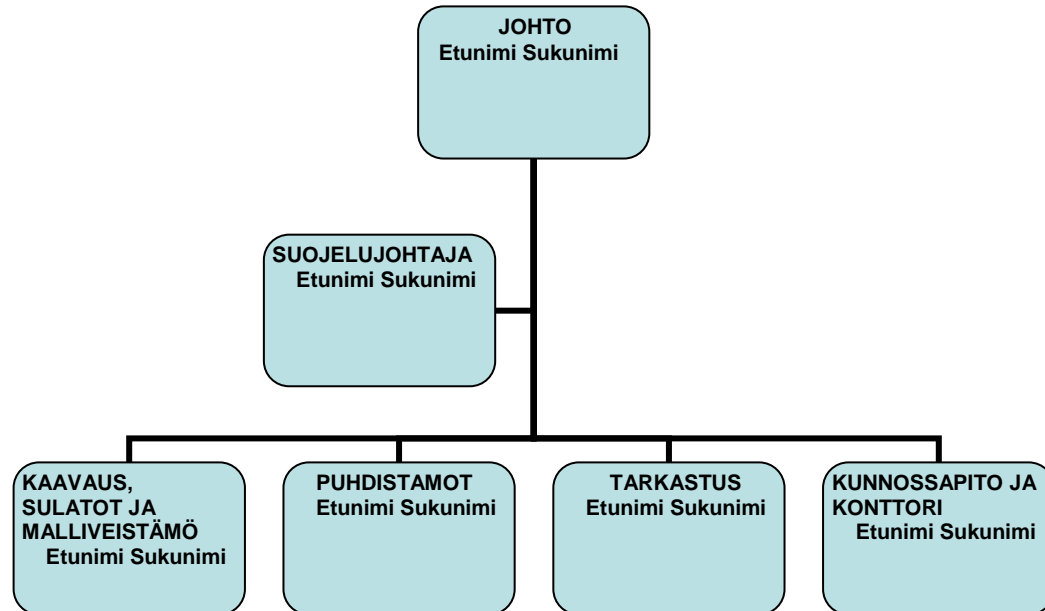 JOHTO
Etunimi Sukunimi
SUOJELUJOHTAJA
Etunimi Sukunimi
KAAVAUS,
SULATOT JA
MALLIVEISTÄMÖ
Etunimi Sukunimi
PUHDISTAMOT
Etunimi Sukunimi
TARKASTUS
Etunimi Sukunimi
KUNNOSSAPITO JA
KONTTORI
Etunimi Sukunimi